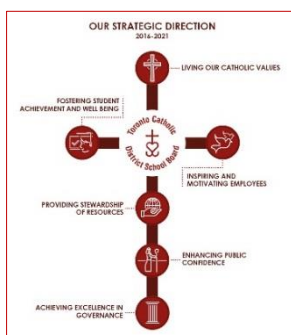 OUR STRATEGIC DIRECTION
2016-2021
LIVING OUR CATHOLIC VALUES
FOSTERING STUDENT
ACHIEVEMENT AND WELL BEING
Toronto Catholic
District School Board
INSPIRING AND
MOTIVATING EMPLOYEES
PROVIDING STEWARDSHIP
OF RESOURCES
ENHANCING PUBLIC
CONFIDENCE
ACHIEVING EXCELLENCE IN
GOVERNANCE